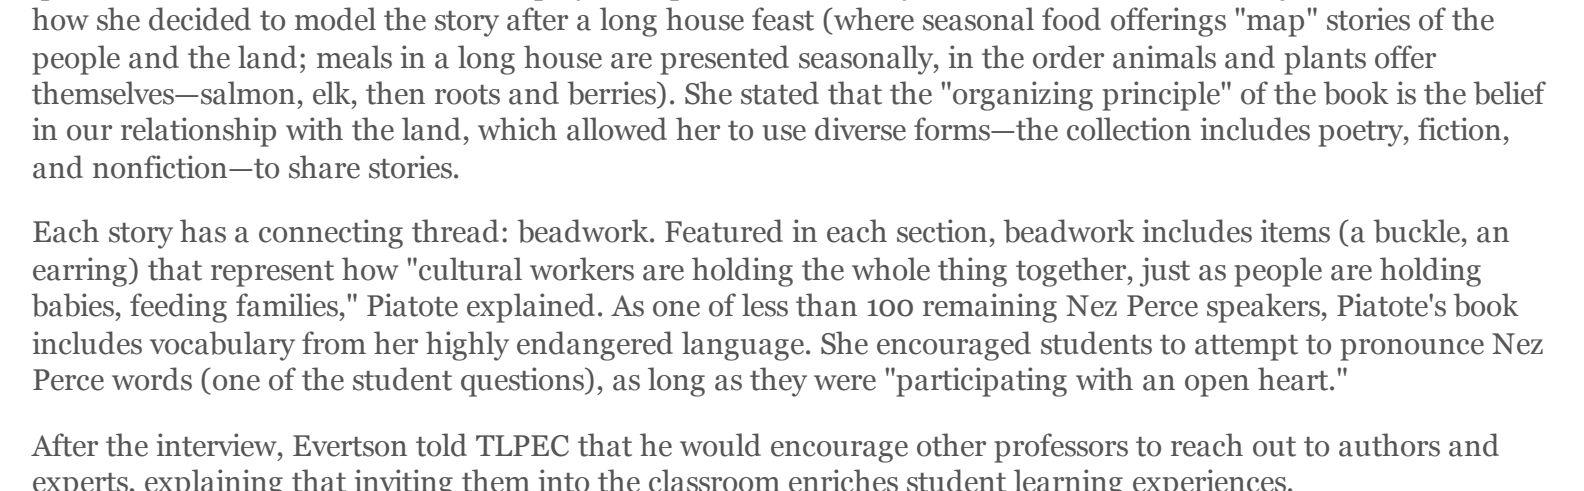 how she decided to model the story after a long house feast (where seasonal food offerings "map" stories of the
people and the land; meals in a long house are presented seasonally, in the order animals and plants offer
themselves—salmon, elk, then roots and berries). She stated that the "organizing principle" of the book is the belief
in our relationship with the land, which allowed her to use diverse forms—the collection includes poetry, fiction,
and nonfiction—to share stories.
Each story has a connecting thread: beadwork. Featured in each section, beadwork includes items (a buckle, an
earring) that represent how "cultural workers are holding the whole thing together, just as people are holding
babies, feeding families," Piatote explained. As one of less than 100 remaining Nez Perce speakers, Piatote's book
includes vocabulary from her highly endangered language. She encouraged students to attempt to pronounce Nez
Perce words (one of the student questions), as long as they were "participating with an open heart."
After the interview, Evertson told TLPEC that he would encourage other professors to reach out to authors and
experts, explaining that inviting them into the classroom enriches student learning experiences.